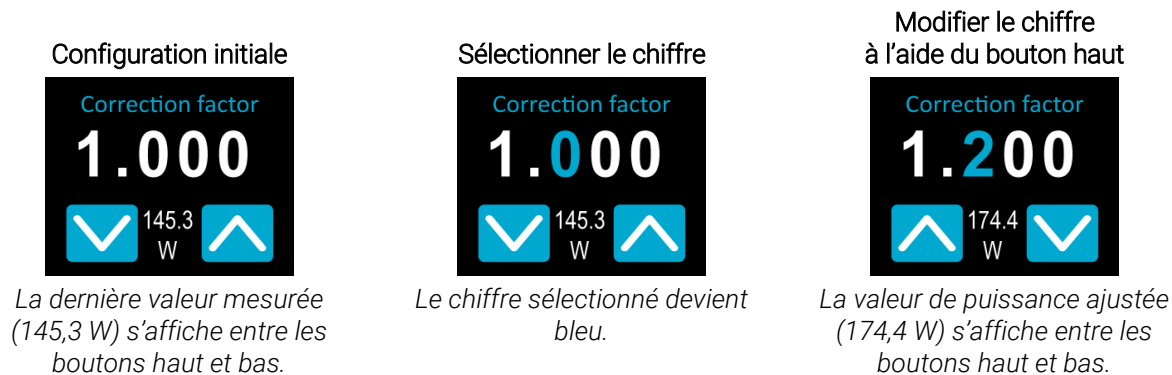 Configuration initiale
Correction factor
1.000
145.3
W
La dernière valeur mesurée
(145,3 W) s’affiche entre les
boutons haut et bas.
Sélectionner le chiffre
Correction factor
1.000
145.3
W
Le chiffre sélectionné devient
bleu.
Modifier le chiffre
à l’aide du bouton haut
Correction factor
1.200
174.4
W
La valeur de puissance ajustée
(174,4 W) s’affiche entre les
boutons haut et bas.